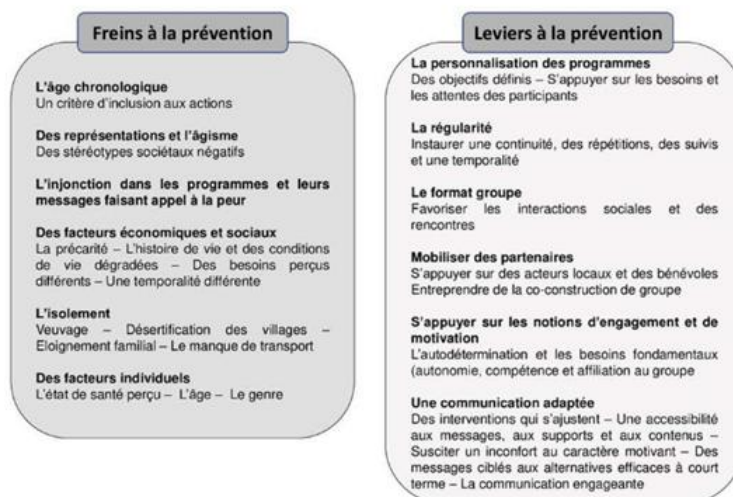 Freins à la prévention
L'âge chronologique
Un critère d'inclusion aux actions
Des représentations et l'âgisme
Des stéréotypes sociétaux négatifs
L'injonction dans les programmes et leurs
messages faisant appel à la peur
Des facteurs économiques et sociaux
La précarité – L'histoire de vie et des conditions
de vie dégradées – Des besoins perçus
différents – Une temporalité différente
L'isolement
Veuvage – Désertification des villages –
Eloignement familial – Le manque de transport
Des facteurs individuels
L'état de santé perçu – L'âge – Le genre
Leviers à la prévention
La personnalisation des programmes
Des objectifs définis – S'appuyer sur les besoins et
les attentes des participants
La régularité
Instaurer une continuité, des répétitions, des suivis
et une temporalité
Le format groupe
Favoriser les interactions sociales et des
rencontres
Mobiliser des partenaires
S'appuyer sur des acteurs locaux et des bénévoles
Entreprendre de la co-construction de groupe
S'appuyer sur les notions d'engagement et de
motivation
L'autodétermination et les besoins fondamentaux
(autonomie, compétence et affiliation au groupe
Une communication adaptée
Des interventions qui s'ajustent – Une accessibilité
aux messages, aux supports et aux contenus –
Susciter un inconfort au caractère motivant – Des
messages ciblés aux alternatives efficaces à court
terme – La communication engageante